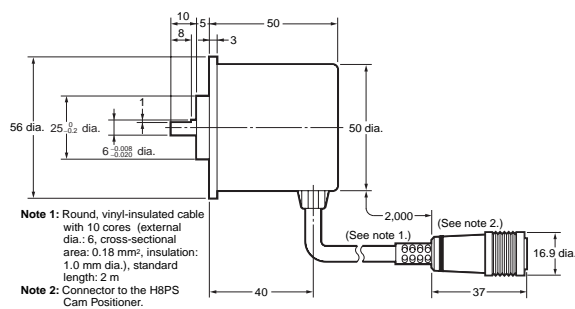 10
5
50
8
3
1
56 dia.
25 0 -0.2 dia.
50 dia.
6 -0.008 -0.020 dia.
2,000
(See note 1.)
(See note 2.)
16.9 dia.
40
37
Note 1: Round, vinyl-insulated cable
with 10 cores (external
dia.: 6, cross-sectional
area: 0.18 mm², insulation:
1.0 mm dia.), standard
length: 2 m
Note 2: Connector to the H8PS
Cam Positioner.